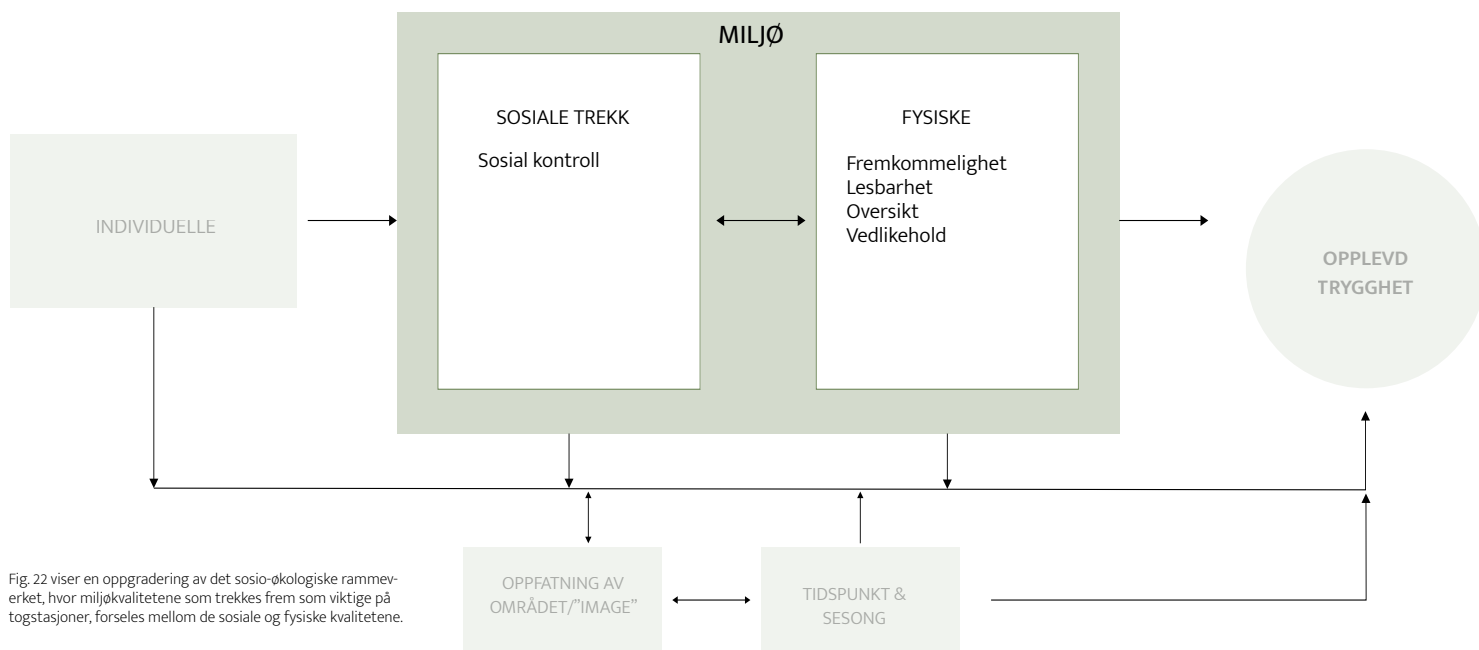 MILJØ
SOSIALE TREKK
Sosial kontroll
FYSISKE
Fremkommelighet
Lesbarhet
Oversikt
Vedlikehold
INDIVIDUELLE
OPPLEVD
TRYGGHET
OPPFATNING AV
OMRÅDET/”IMAGE”
TIDSPUNKT &
SESONG
Fig. 22 viser en oppgradering av det sosio-økologiske rammev-
erket, hvor miljøkvalitetene som trekkes frem som viktige på
togstasjoner, forseles mellom de sosiale og fysiske kvalitetene.